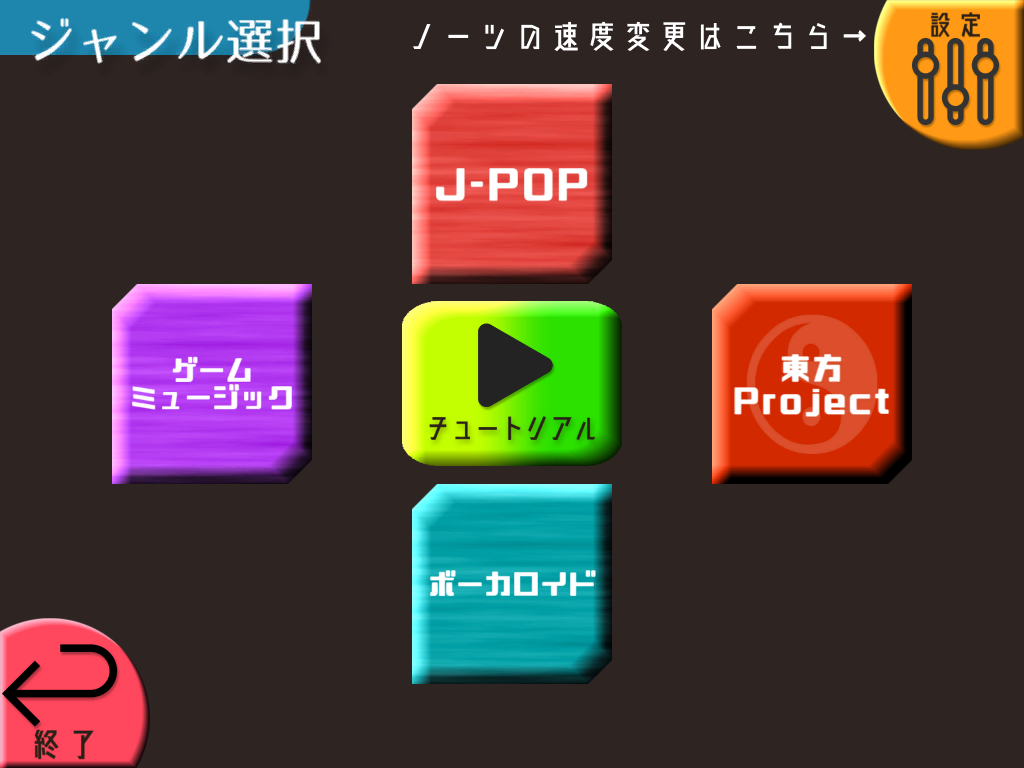 ジャンル選択
ノーツの速度変更はこちら→
設定
J-POP
ゲーム
ミュージック
チュートリアル
東方
Project
ボーカロイド
終了